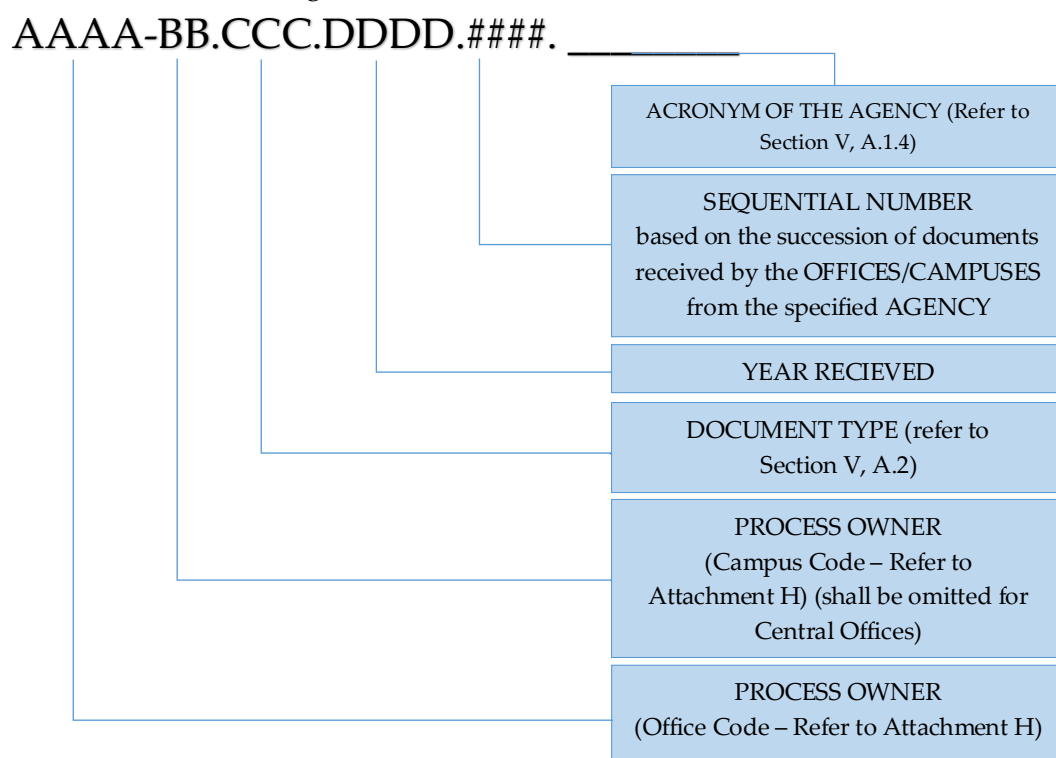 AAAA-BB.CCC.DDDD.####. ________
ACRONYM OF THE AGENCY (Refer to
Section V, A.1.4)
SEQUENTIAL NUMBER
based on the succession of documents
received by the OFFICES/CAMPUSES
from the specified AGENCY
YEAR RECIEVED
DOCUMENT TYPE (refer to
Section V, A.2)
PROCESS OWNER
(Campus Code – Refer to
Attachment H) (shall be omitted for
Central Offices)
PROCESS OWNER
(Office Code – Refer to Attachment H)